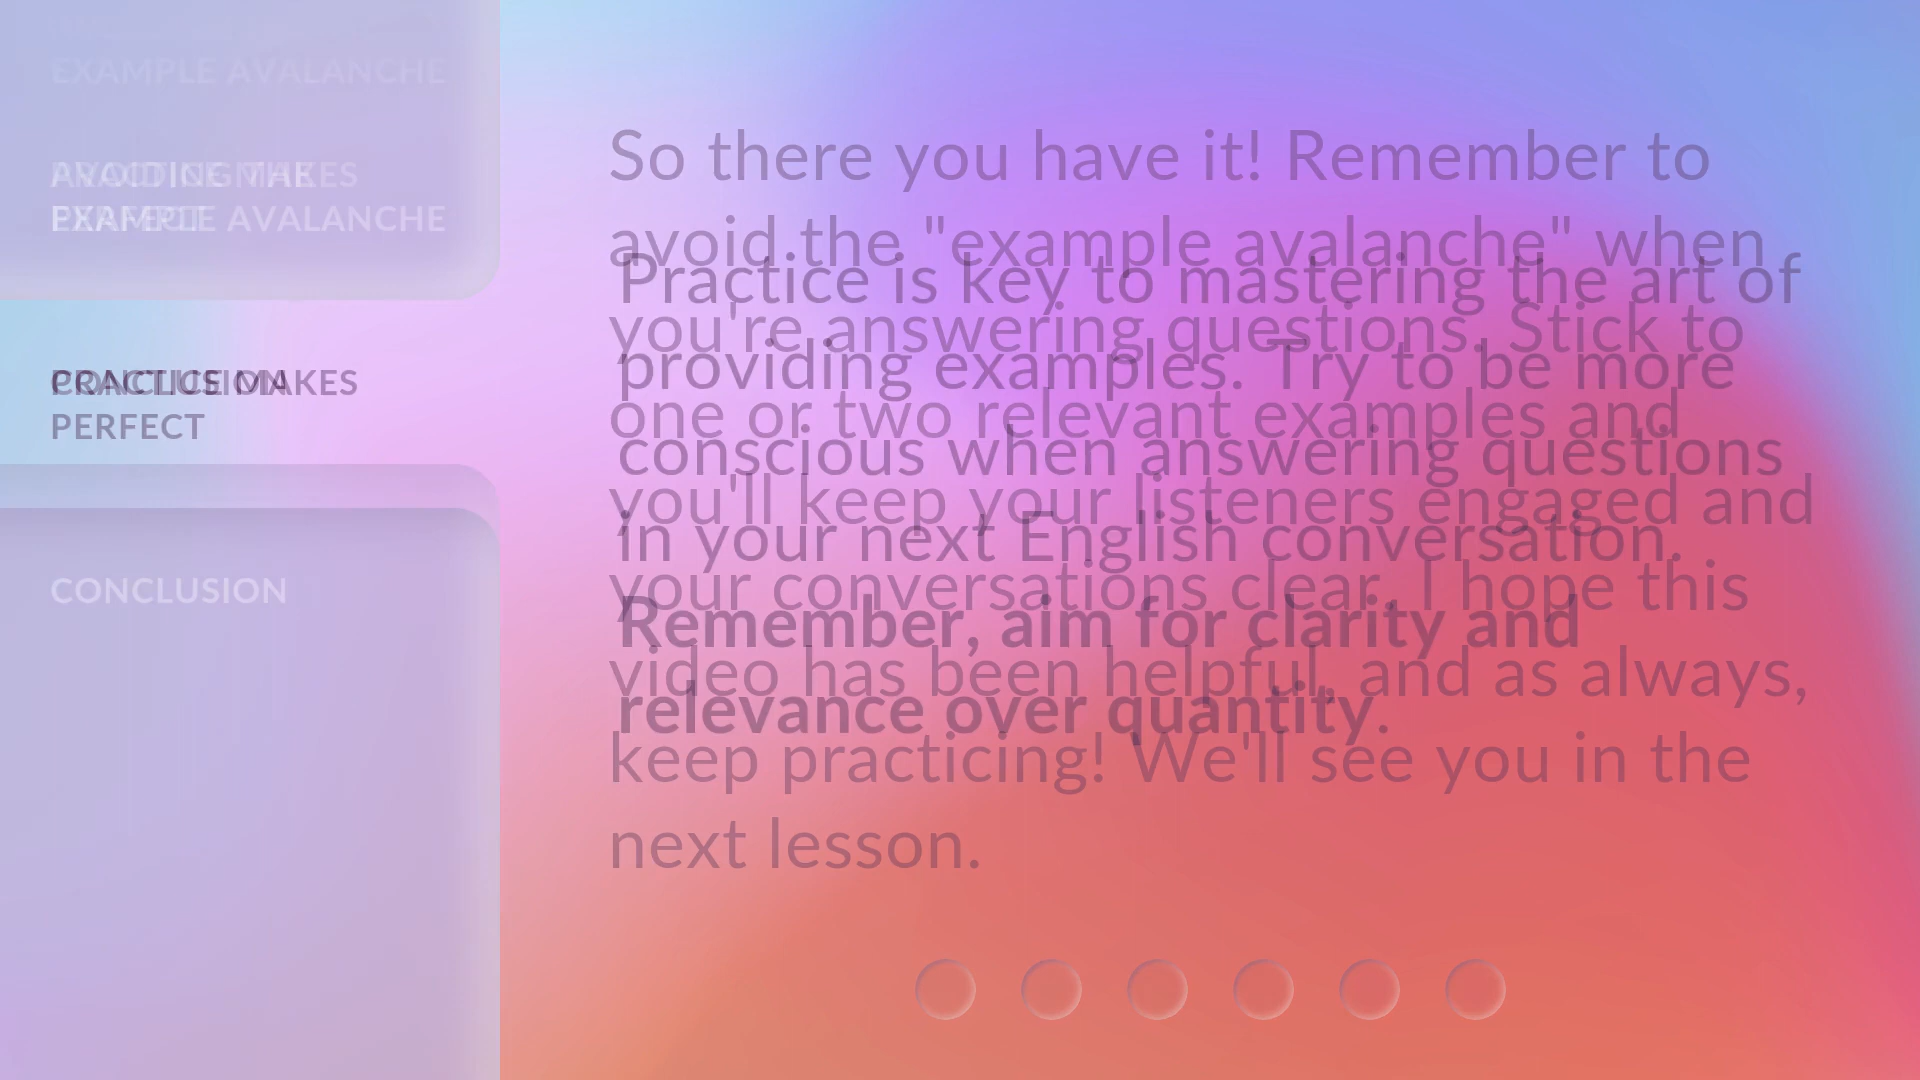 EXAMPLE AVALANCHE
AVOIDING THE
EXAMPLE AVALANCHE
PRACTICE MAKES
PERFECT
PRACTICE MAKES
PERFECT
CONCLUSION
CONCLUSION
So there you have it! Remember to
avoid the "example avalanche" when
you're answering questions. Stick to
one or two relevant examples and
you'll keep your listeners engaged and
your conversations clear. I hope this
video has been helpful, and as always,
keep practicing! We'll see you in the
next lesson.
Practice is key to mastering the art of
providing examples. Try to be more
conscious when answering questions
in your next English conversation.
Remember, aim for clarity and
relevance over quantity.